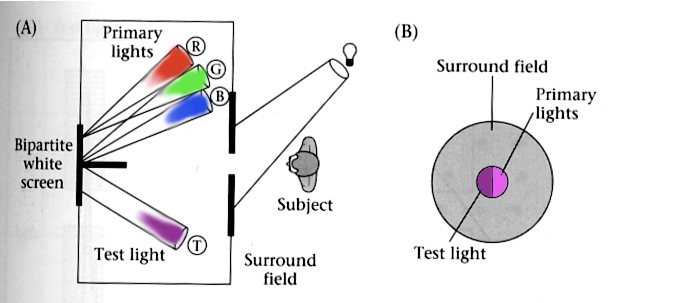 (A)
Primary
lights
R
G
B
Bipartite
white
screen
Test light
T
Subject
Surround
field
(B)
Surround field
Primary
lights
Test light